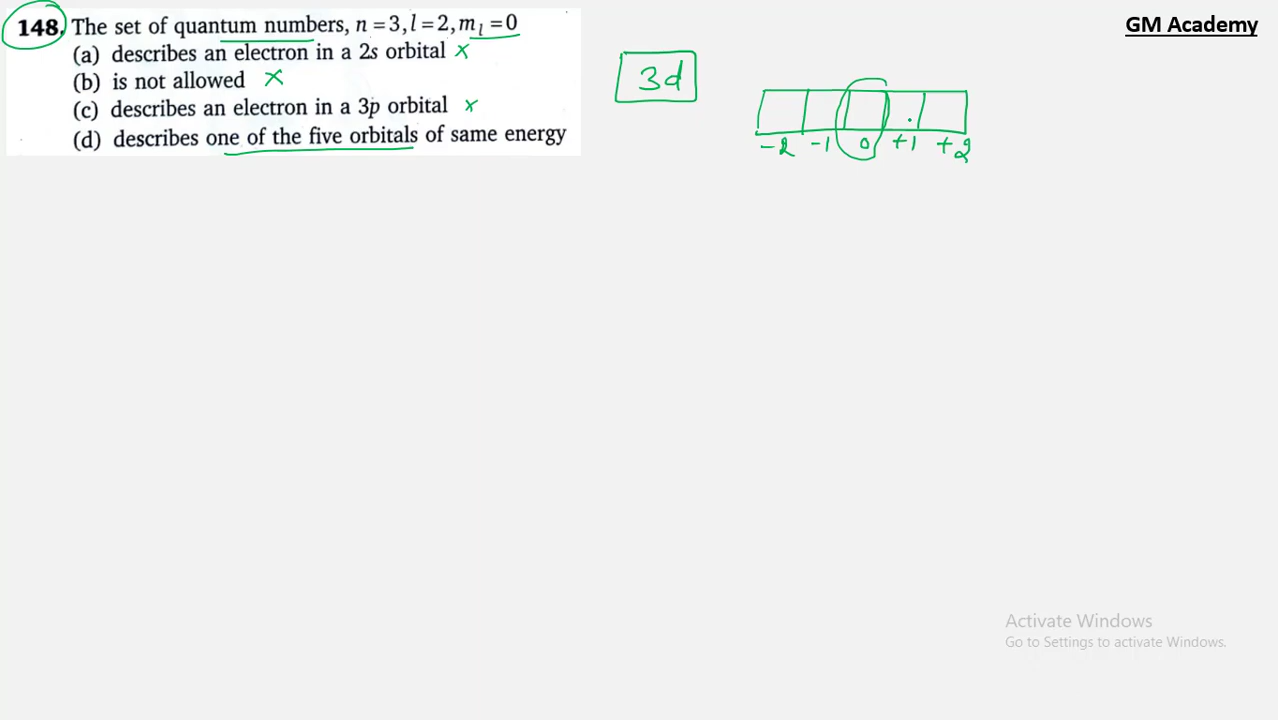 GM Academy
148. The set of quantum numbers, n = 3, l = 2, m_l = 0
(a) describes an electron in a 2s orbital ×
(b) is not allowed ×
(c) describes an electron in a 3p orbital ×
(d) describes one of the five orbitals of same energy
3d
-2 -1 0 +1 +2
Activate Windows
Go to Settings to activate Windows.